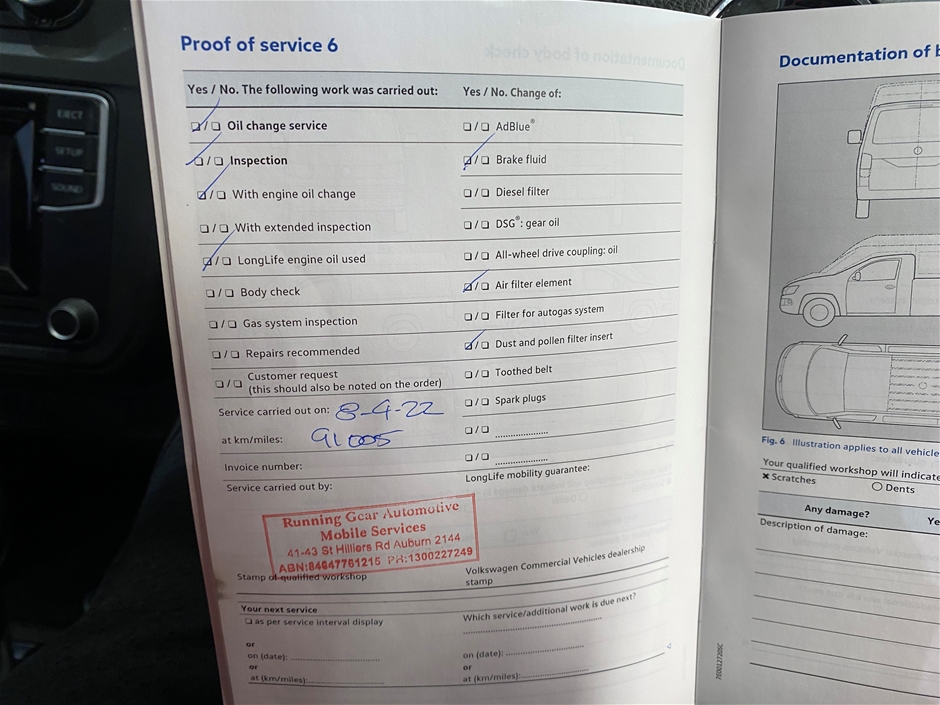 EJECT
SETUP
SOUND
Proof of service 6
Yes / No. The following work was carried out:
❑ / ❑ Oil change service
❑ / ❑ Inspection
❑ / ❑ With engine oil change
❑ / ❑ With extended inspection
❑ / ❑ LongLife engine oil used
❑ / ❑ Body check
❑ / ❑ Gas system inspection
❑ / ❑ Repairs recommended
❑ / ❑ Customer request
(this should also be noted on the order)
Service carried out on: 8-4-22
at km/miles: 91005
Invoice number:
Service carried out by:
Running Gear Automotive
Mobile Services
41-43 St Hilliers Rd Auburn 2144
ABN:84647761215 PH:1300227249
Stamp of qualified workshop
Your next service
❑ as per service interval display
or
on (date):
or
at (km/miles):
Yes / No. Change of:
❑ / ❑ AdBlue®
❑ / ❑ Brake fluid
❑ / ❑ Diesel filter
❑ / ❑ DSG®: gear oil
❑ / ❑ All-wheel drive coupling: oil
❑ / ❑ Air filter element
❑ / ❑ Filter for autogas system
❑ / ❑ Dust and pollen filter insert
❑ / ❑ Toothed belt
❑ / ❑ Spark plugs
❑ / ❑
❑ / ❑
LongLife mobility guarantee:
Volkswagen Commercial Vehicles dealership
stamp
Which service/additional work is due next?
on (date):
or
at (km/miles):
Documentation of
Fig. 6 Illustration applies to all vehicle
Your qualified workshop will indicate
× Scratches
○ Dents
Any damage?
Ye
Description of damage: